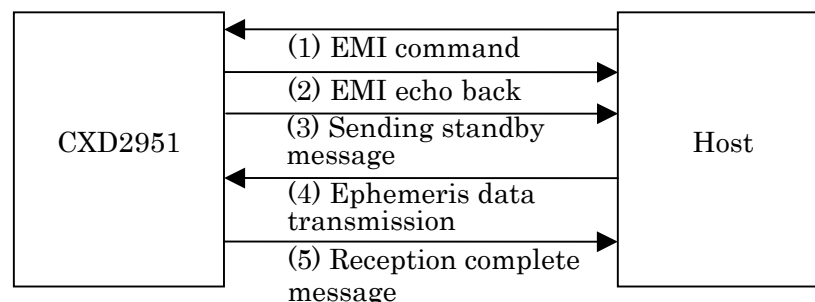 (1) EMI command
(2) EMI echo back
(3) Sending standby
message
CXD2951
Host
(4) Ephemeris data
transmission
(5) Reception complete
message